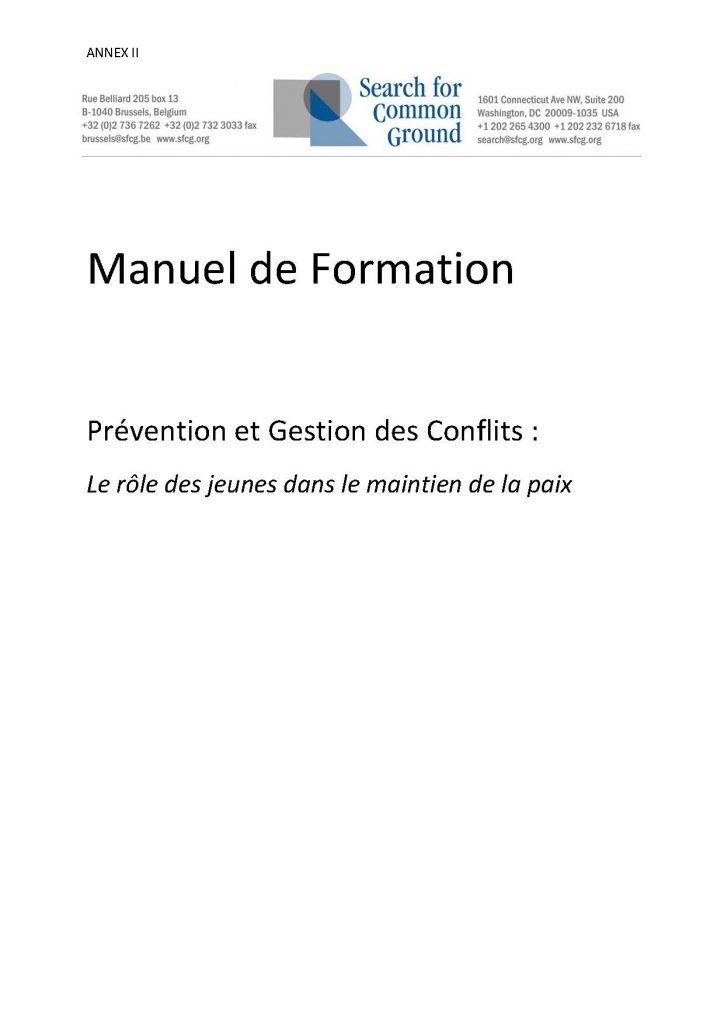 ANNEX II
Rue Belliard 205 box 13
B-1040 Brussels, Belgium
+32 (0)2 736 7262 +32 (0)2 732 3033 fax
brussels@sfcg.be www.sfcg.org
Search for
Common
Ground
1601 Connecticut Ave NW, Suite 200
Washington, DC 20009-1035 USA
+1 202 265 4300 +1 202 232 6718 fax
search@sfcg.org www.sfcg.org
Manuel de Formation
Prévention et Gestion des Conflits :
Le rôle des jeunes dans le maintien de la paix